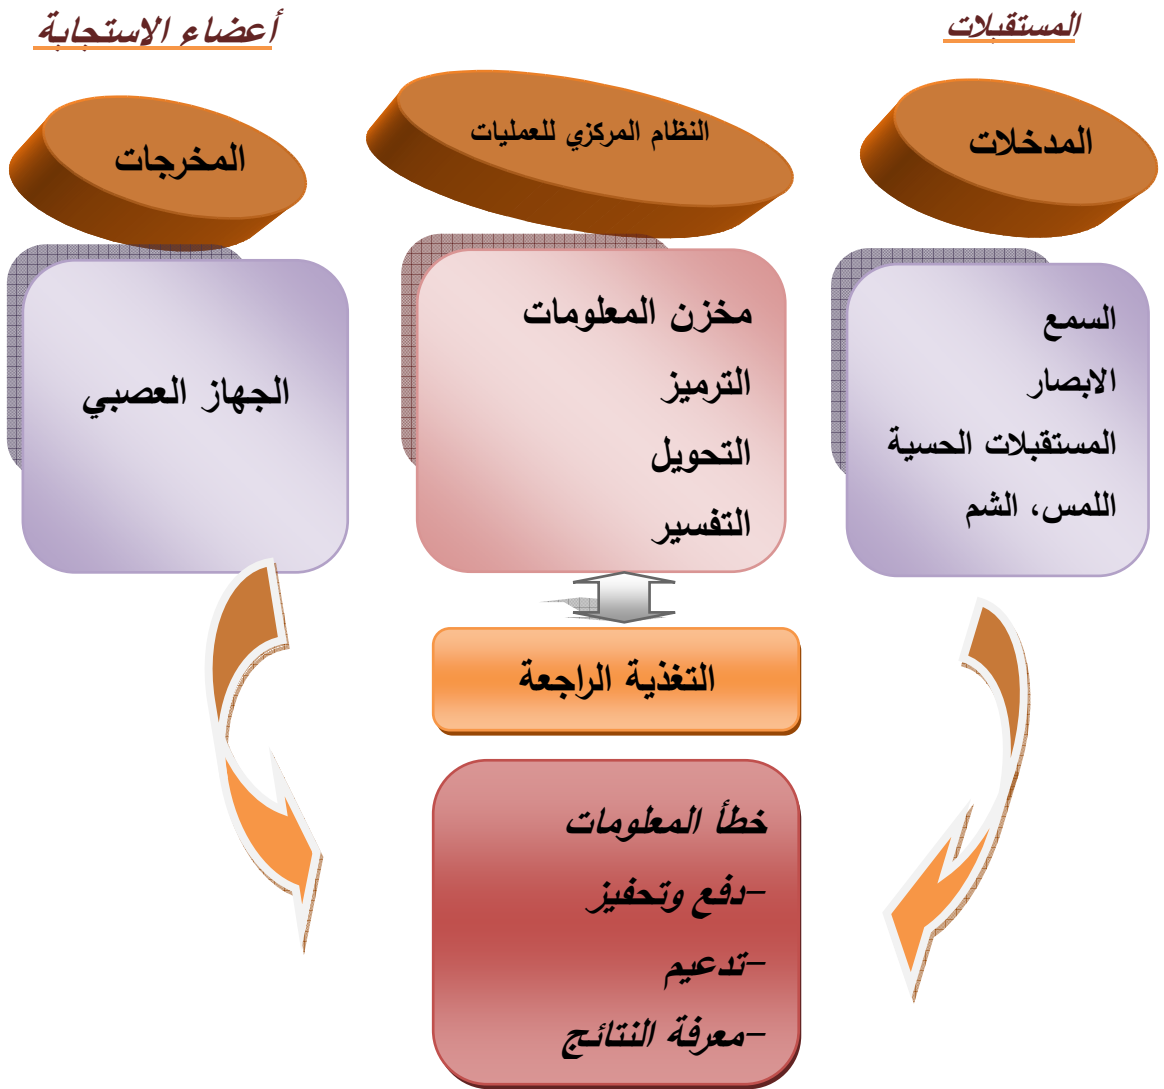 المستقبلات
أعضاء الاستجابة
المدخلات
النظام المركزي للعمليات
المخرجات
السمع
الابصار
المستقبلات الحسية
اللمس، الشم
مخزن المعلومات
الترميز
التحويل
التفسير
الجهاز العصبي
التغذية الراجعة
خطأ المعلومات
-دفع وتحفيز
-تدعيم
-معرفة النتائج